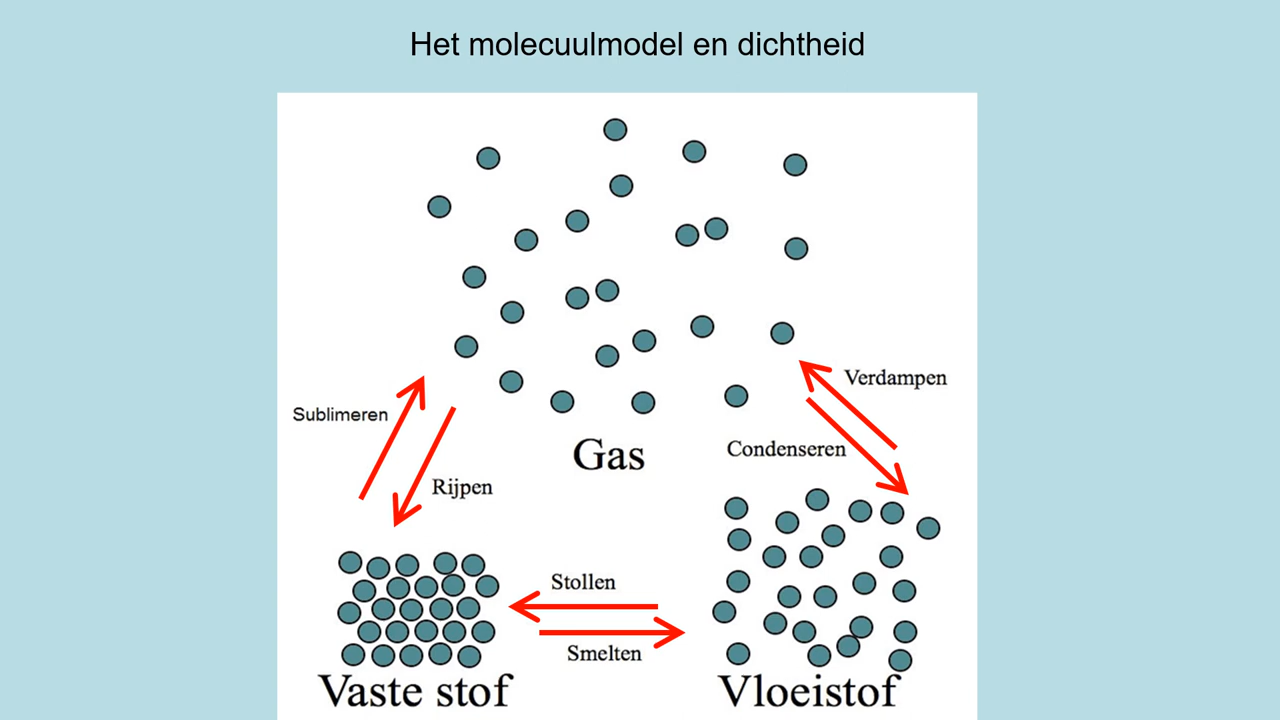 Het molecuulmodel en dichtheid
Verdampen
Sublimeren
Condenseren
Gas
Rijpen
Stollen
Smelten
Vaste stof
Vloeistof